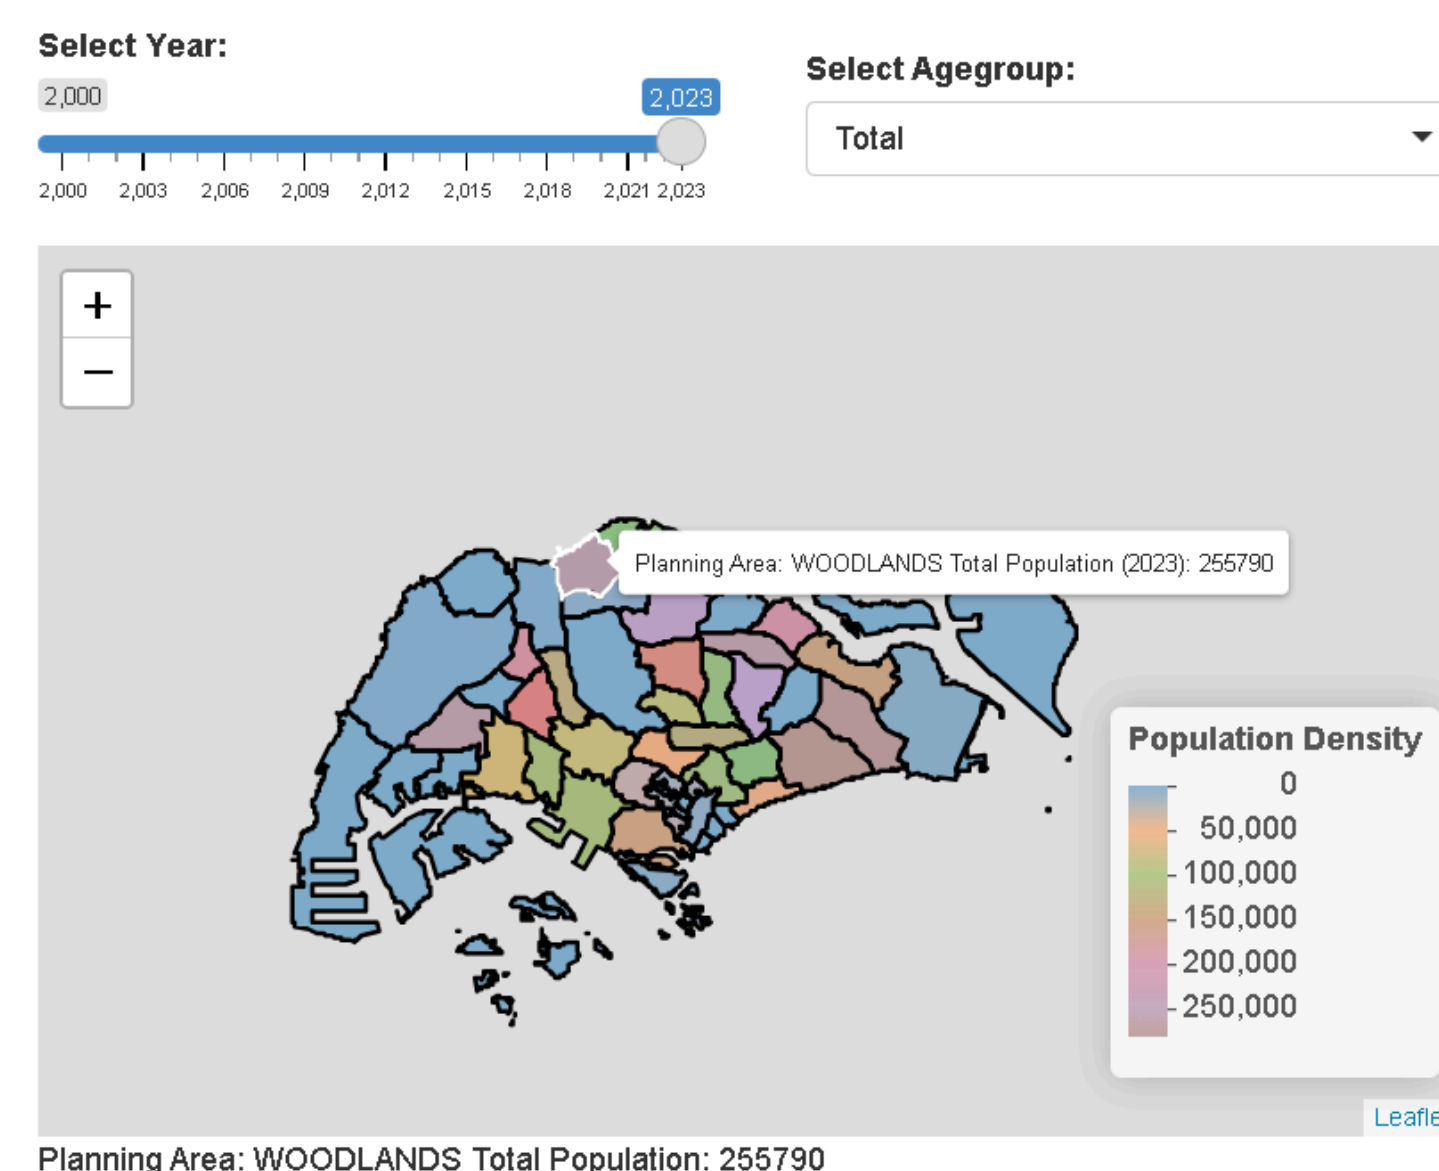 Select Year:
Select Agegroup:
2,000
2,023
Total
2,000 2,003 2,006 2,009 2,012 2,015 2,018 2,021 2,023
+
−
Planning Area: WOODLANDS Total Population (2023): 255790
Population Density
0
50,000
100,000
150,000
200,000
250,000
Leafle
Planning Area: WOODLANDS Total Population: 255790